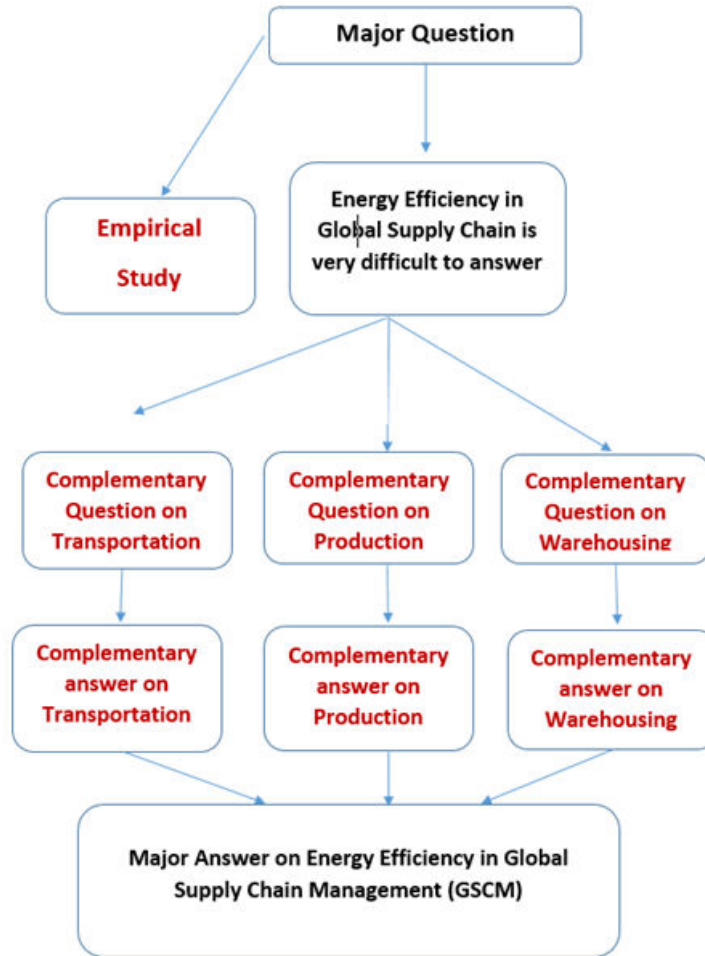 Major Question
Energy Efficiency in
Global Supply Chain is
very difficult to answer
Empirical
Study
Complementary
Question on
Transportation
Complementary
Question on
Production
Complementary
Question on
Warehousing
Complementary
answer on
Transportation
Complementary
answer on
Production
Complementary
answer on
Warehousing
Major Answer on Energy Efficiency in Global
Supply Chain Management (GSCM)